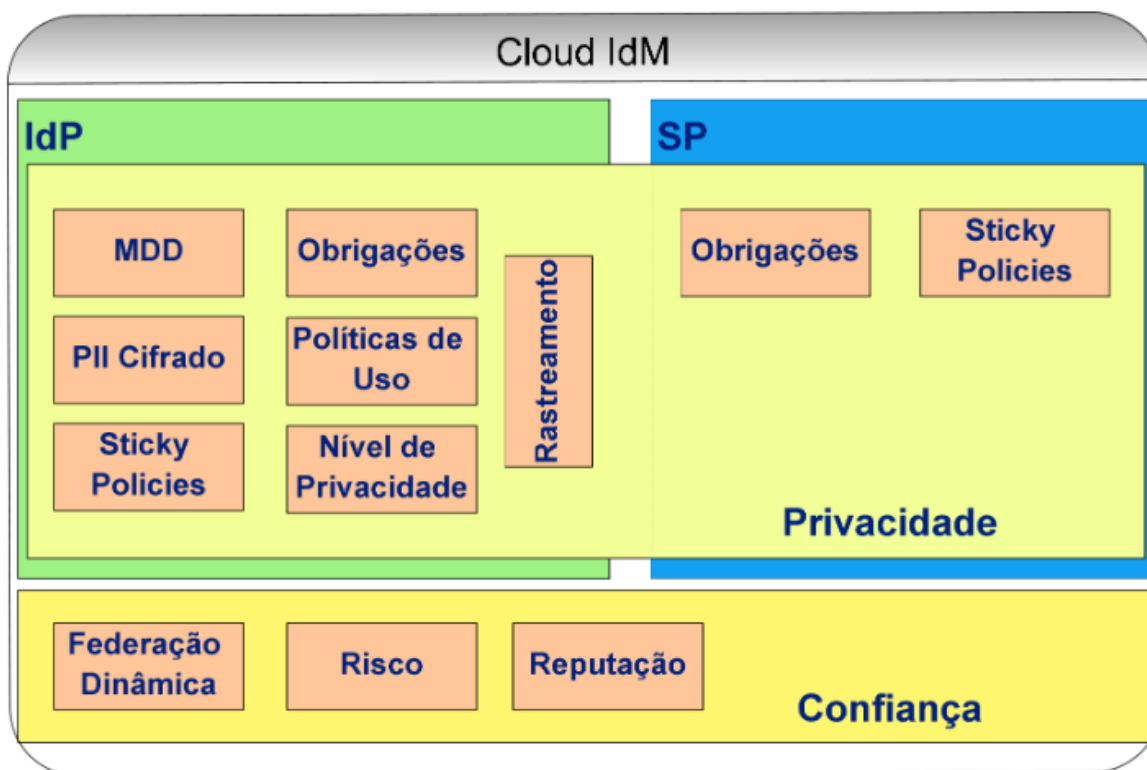 Cloud IdM
IdP
SP
MDD
Obrigações
Rastreamento
Obrigações
Sticky
Policies
PII Cifrado
Políticas de
Uso
Sticky
Policies
Nível de
Privacidade
Privacidade
Federação
Dinâmica
Risco
Reputação
Confiança